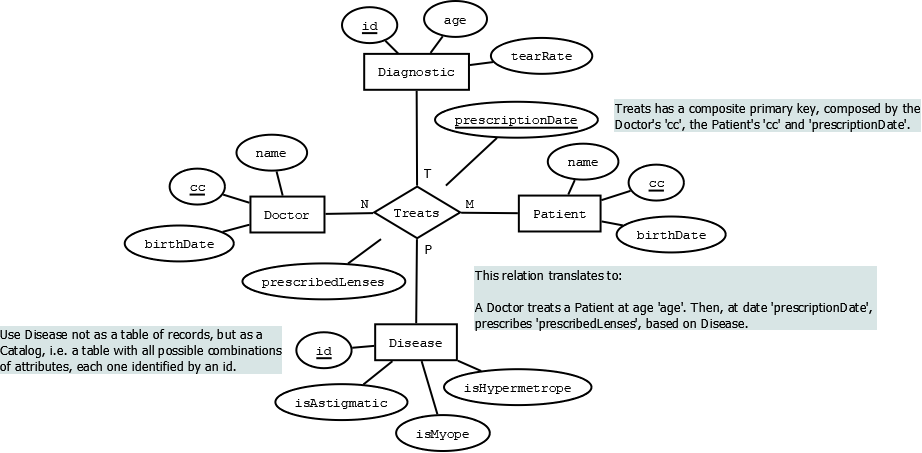 id
age
tearRate
Diagnostic
Treats has a composite primary key, composed by the
Doctor's 'cc', the Patient's 'cc' and 'prescriptionDate'.
prescriptionDate
name
name
T
cc
cc
N
M
Doctor
Treats
Patient
birthDate
birthDate
P
prescribedLenses
This relation translates to:
A Doctor treats a Patient at age 'age'. Then, at date 'prescriptionDate',
prescribes 'prescribedLenses', based on Disease.
Use Disease not as a table of records, but as a
Catalog, i.e. a table with all possible combinations
of attributes, each one identified by an id.
id
Disease
isHypermetrope
isAstigmatic
isMyope